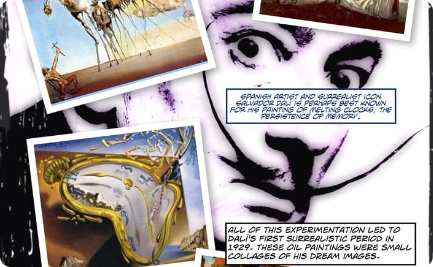 SPANISH ARTIST AND SURREALIST ICON
SALVADOR DALÍ IS PERHAPS BEST KNOWN
FOR HIS PAINTING OF MELTING CLOCKS, THE
PERSISTENCE OF MEMORY.
ALL OF THIS EXPERIMENTATION LED TO
DALÍ'S FIRST SURREALISTIC PERIOD IN
1929. THESE OIL PAINTINGS WERE SMALL
COLLAGES OF HIS DREAM IMAGES.